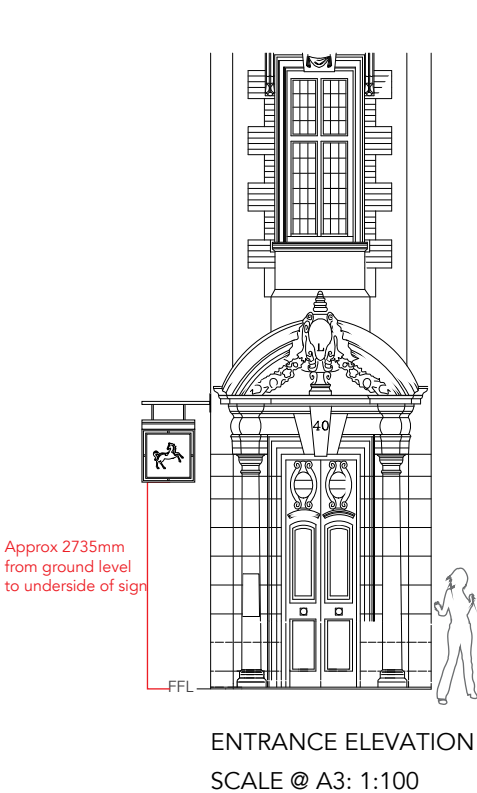 L
40
Approx 2735mm
from ground level
to underside of sign
FFL
ENTRANCE ELEVATION
SCALE @ A3: 1:100